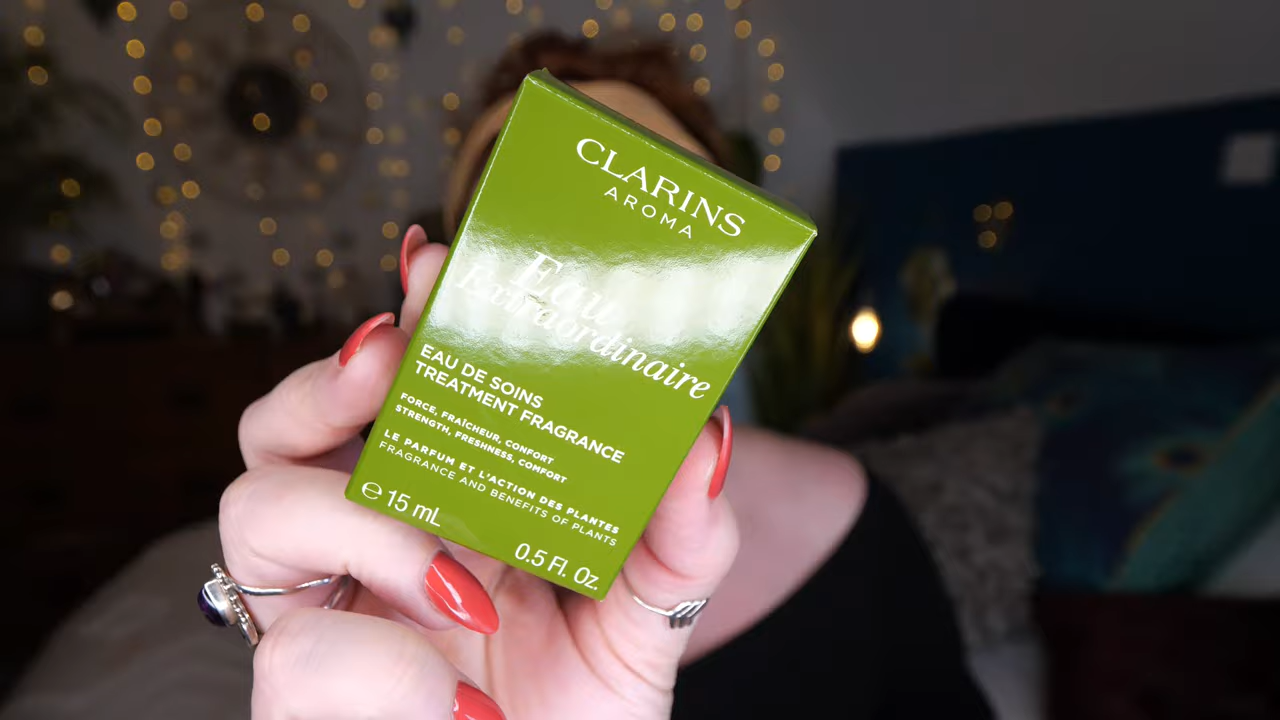 CLARINS
AROMA
Eau
Extraordinaire
EAU DE SOINS
TREATMENT FRAGRANCE
FORCE, FRAÎCHEUR, CONFORT
STRENGTH, FRESHNESS, COMFORT
LE PARFUM ET L'ACTION DES PLANTES
FRAGRANCE AND BENEFITS OF PLANTS
℮ 15 mL
0.5 Fl. Oz.